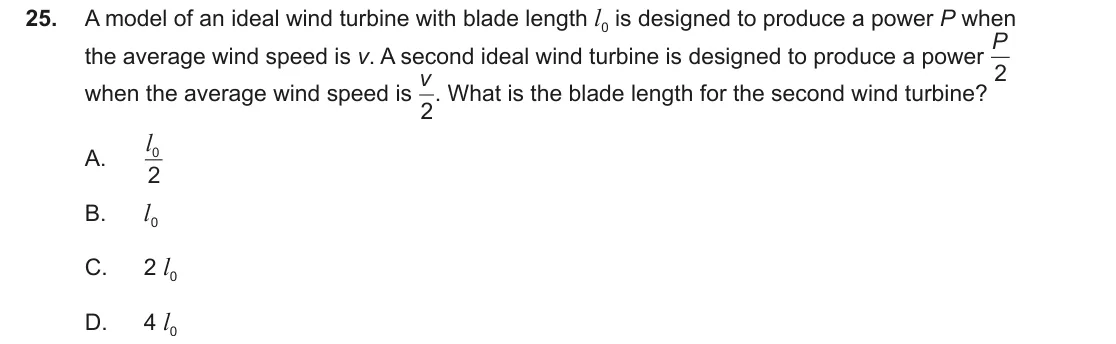 25. A model of an ideal wind turbine with blade length l₀ is designed to produce a power P when
the average wind speed is v. A second ideal wind turbine is designed to produce a power P/2
when the average wind speed is v/2. What is the blade length for the second wind turbine?
A. l₀/2
B. l₀
C. 2 l₀
D. 4 l₀